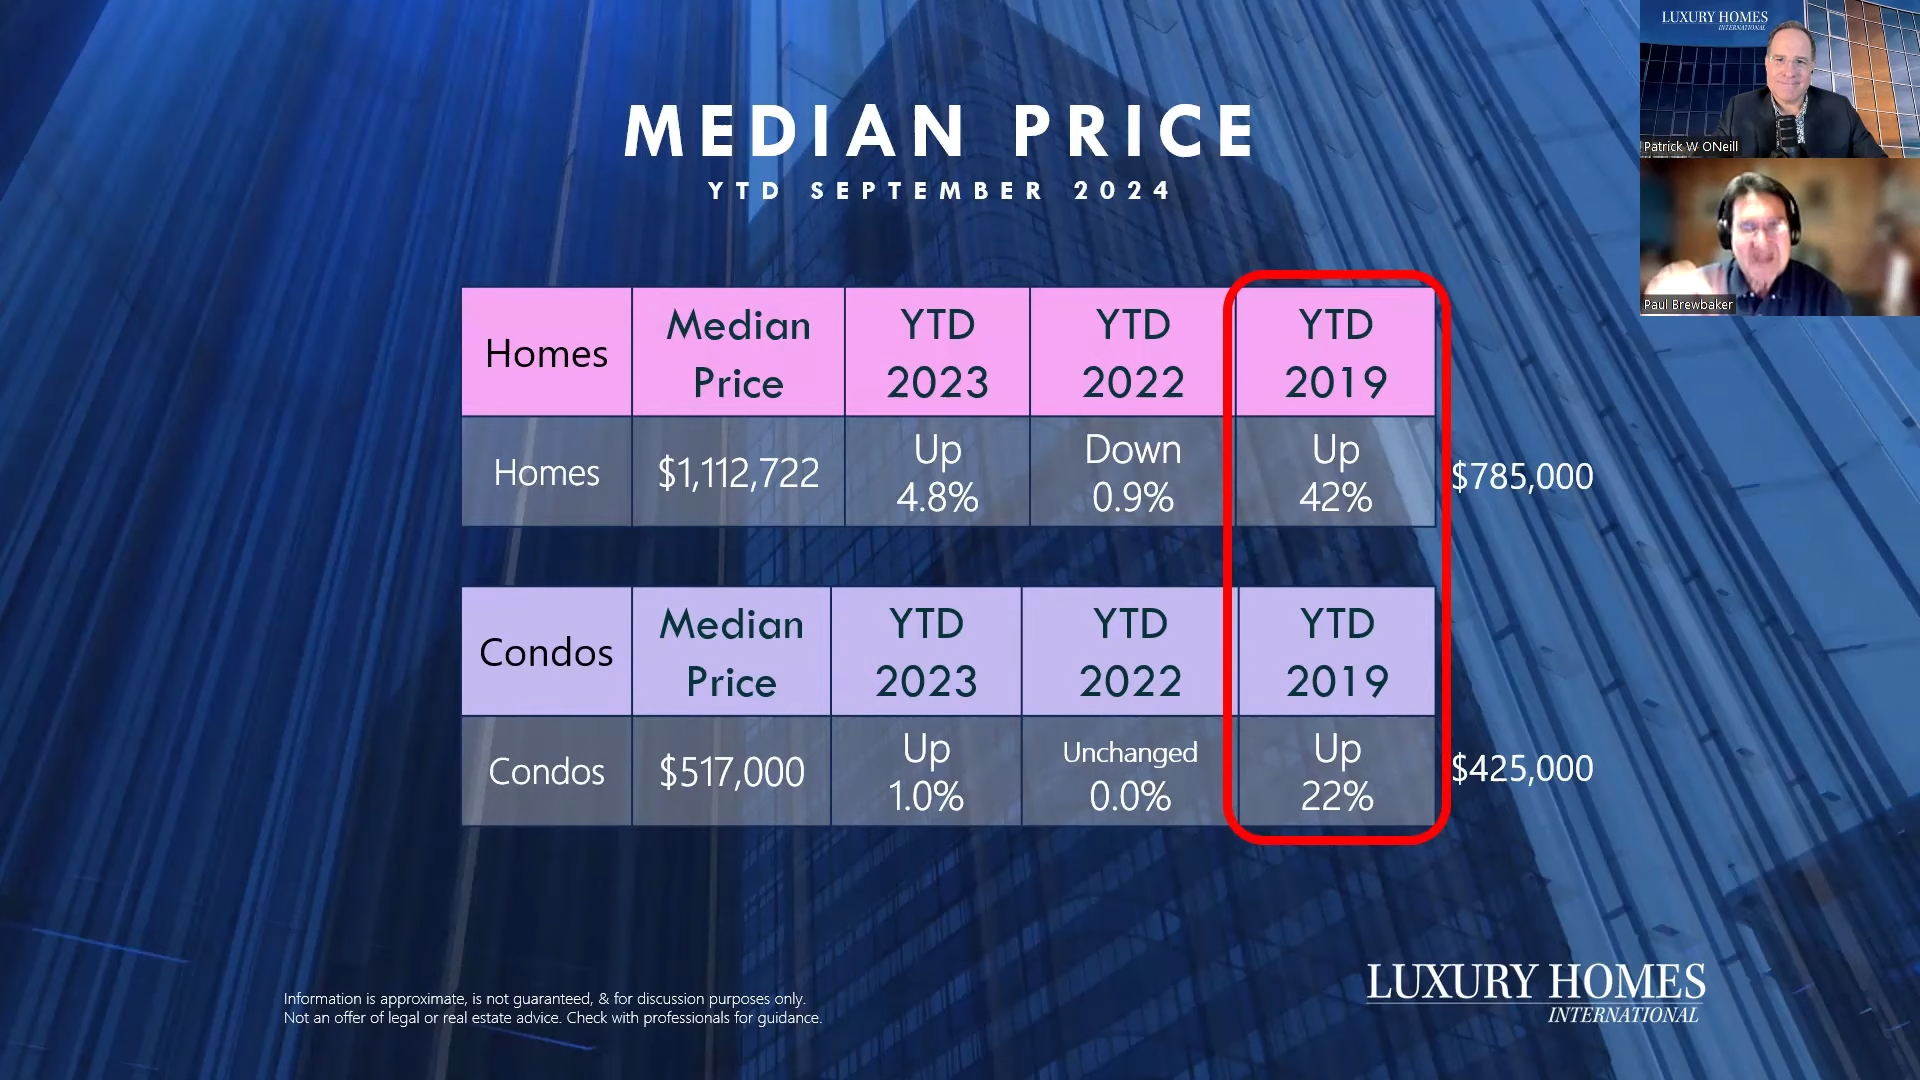 LUXURY HOMES
INTERNATIONAL
Patrick W ONeill
Paul Brewbaker
MEDIAN PRICE
YTD SEPTEMBER 2024
Homes
Median
Price
YTD
2023
YTD
2022
YTD
2019
Homes
$1,112,722
Up
4.8%
Down
0.9%
Up
42%
$785,000
Condos
Median
Price
YTD
2023
YTD
2022
YTD
2019
Condos
$517,000
Up
1.0%
Unchanged
0.0%
Up
22%
$425,000
LUXURY HOMES
INTERNATIONAL
Information is approximate, is not guaranteed, & for discussion purposes only.
Not an offer of legal or real estate advice. Check with professionals for guidance.